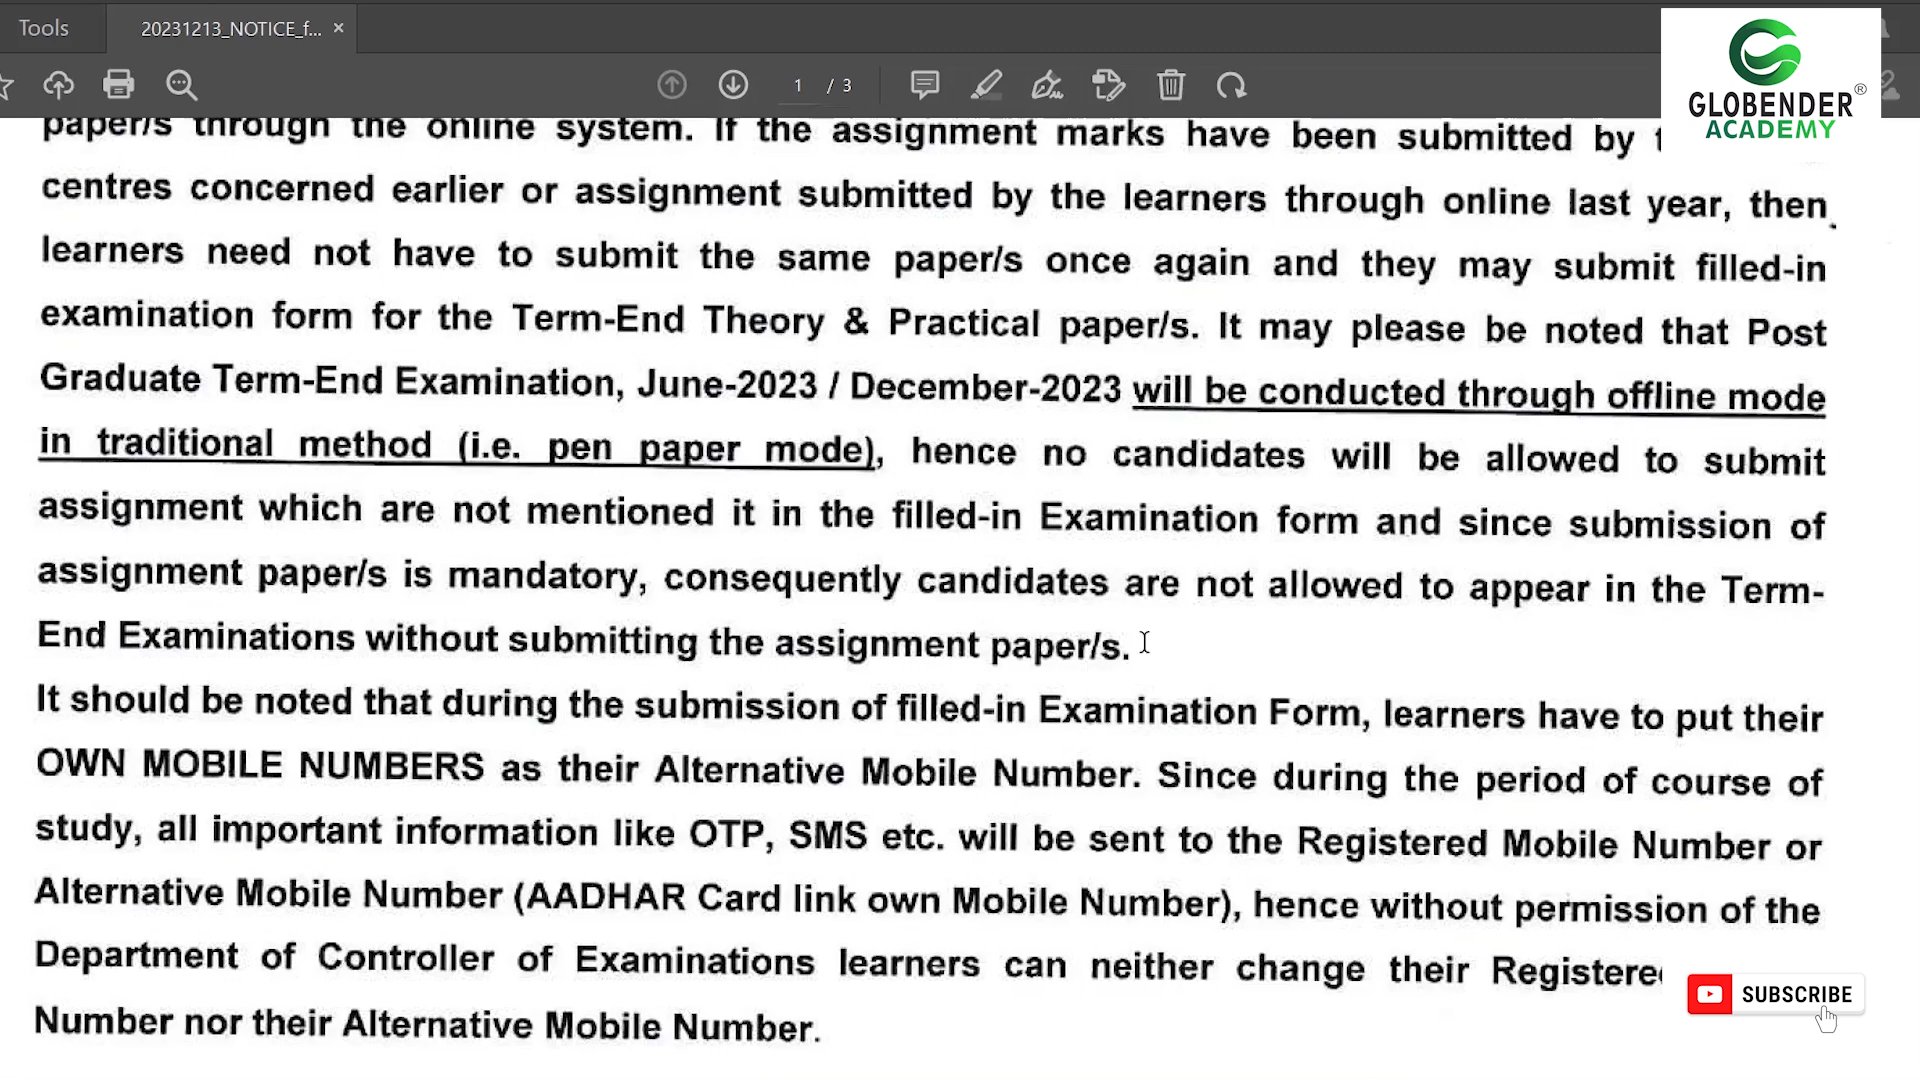 Tools
20231213_NOTICE_f... ×
1 / 3
GLOBENDER®
ACADEMY
paper/s through the online system. If the assignment marks have been submitted by
centres concerned earlier or assignment submitted by the learners through online last year, then
learners need not have to submit the same paper/s once again and they may submit filled-in
examination form for the Term-End Theory & Practical paper/s. It may please be noted that Post
Graduate Term-End Examination, June-2023 / December-2023 will be conducted through offline mode
in traditional method (i.e. pen paper mode), hence no candidates will be allowed to submit
assignment which are not mentioned it in the filled-in Examination form and since submission of
assignment paper/s is mandatory, consequently candidates are not allowed to appear in the Term-
End Examinations without submitting the assignment paper/s.
It should be noted that during the submission of filled-in Examination Form, learners have to put their
OWN MOBILE NUMBERS as their Alternative Mobile Number. Since during the period of course of
study, all important information like OTP, SMS etc. will be sent to the Registered Mobile Number or
Alternative Mobile Number (AADHAR Card link own Mobile Number), hence without permission of the
Department of Controller of Examinations learners can neither change their
Number nor their Alternative Mobile Number.
SUBSCRIBE